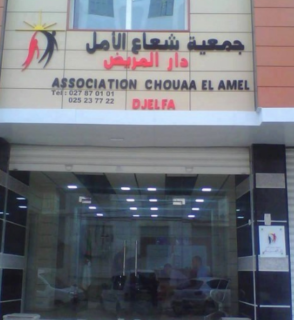 جمعية شعاع الأمل
دار المريض
ASSOCIATION CHOUAA EL AMEL
Tel : 027 87 01 01
025 23 77 22
DJELFA